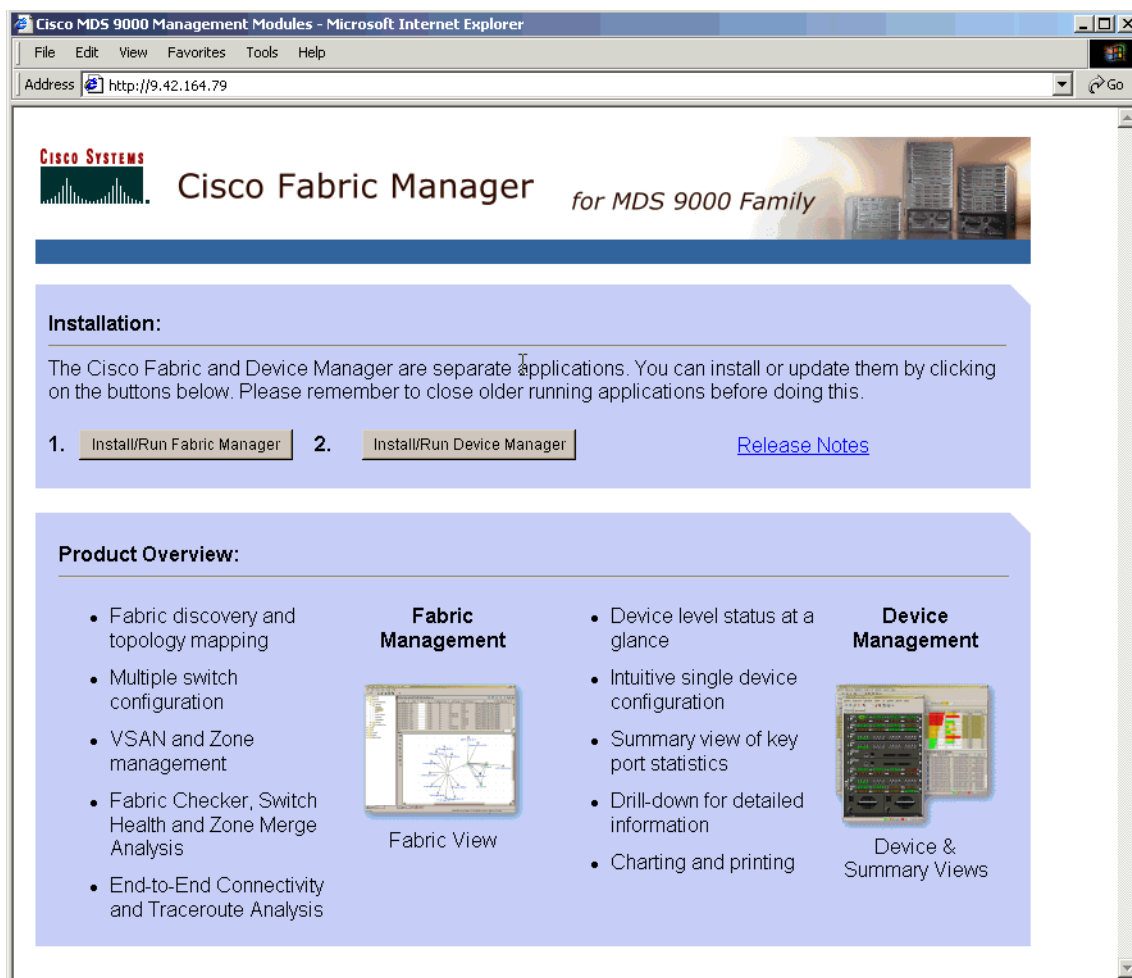 Cisco MDS 9000 Management Modules - Microsoft Internet Explorer
File Edit View Favorites Tools Help
Address http://9.42.164.79 Go
CISCO SYSTEMS
Cisco Fabric Manager for MDS 9000 Family
Installation:
The Cisco Fabric and Device Manager are separate applications. You can install or update them by clicking
on the buttons below. Please remember to close older running applications before doing this.
1. Install/Run Fabric Manager 2. Install/Run Device Manager Release Notes
Product Overview:
• Fabric discovery and
topology mapping
• Multiple switch
configuration
• VSAN and Zone
management
• Fabric Checker, Switch
Health and Zone Merge
Analysis
• End-to-End Connectivity
and Traceroute Analysis
Fabric
Management
Fabric View
• Device level status at a
glance
• Intuitive single device
configuration
• Summary view of key
port statistics
• Drill-down for detailed
information
• Charting and printing
Device
Management
Device &
Summary Views